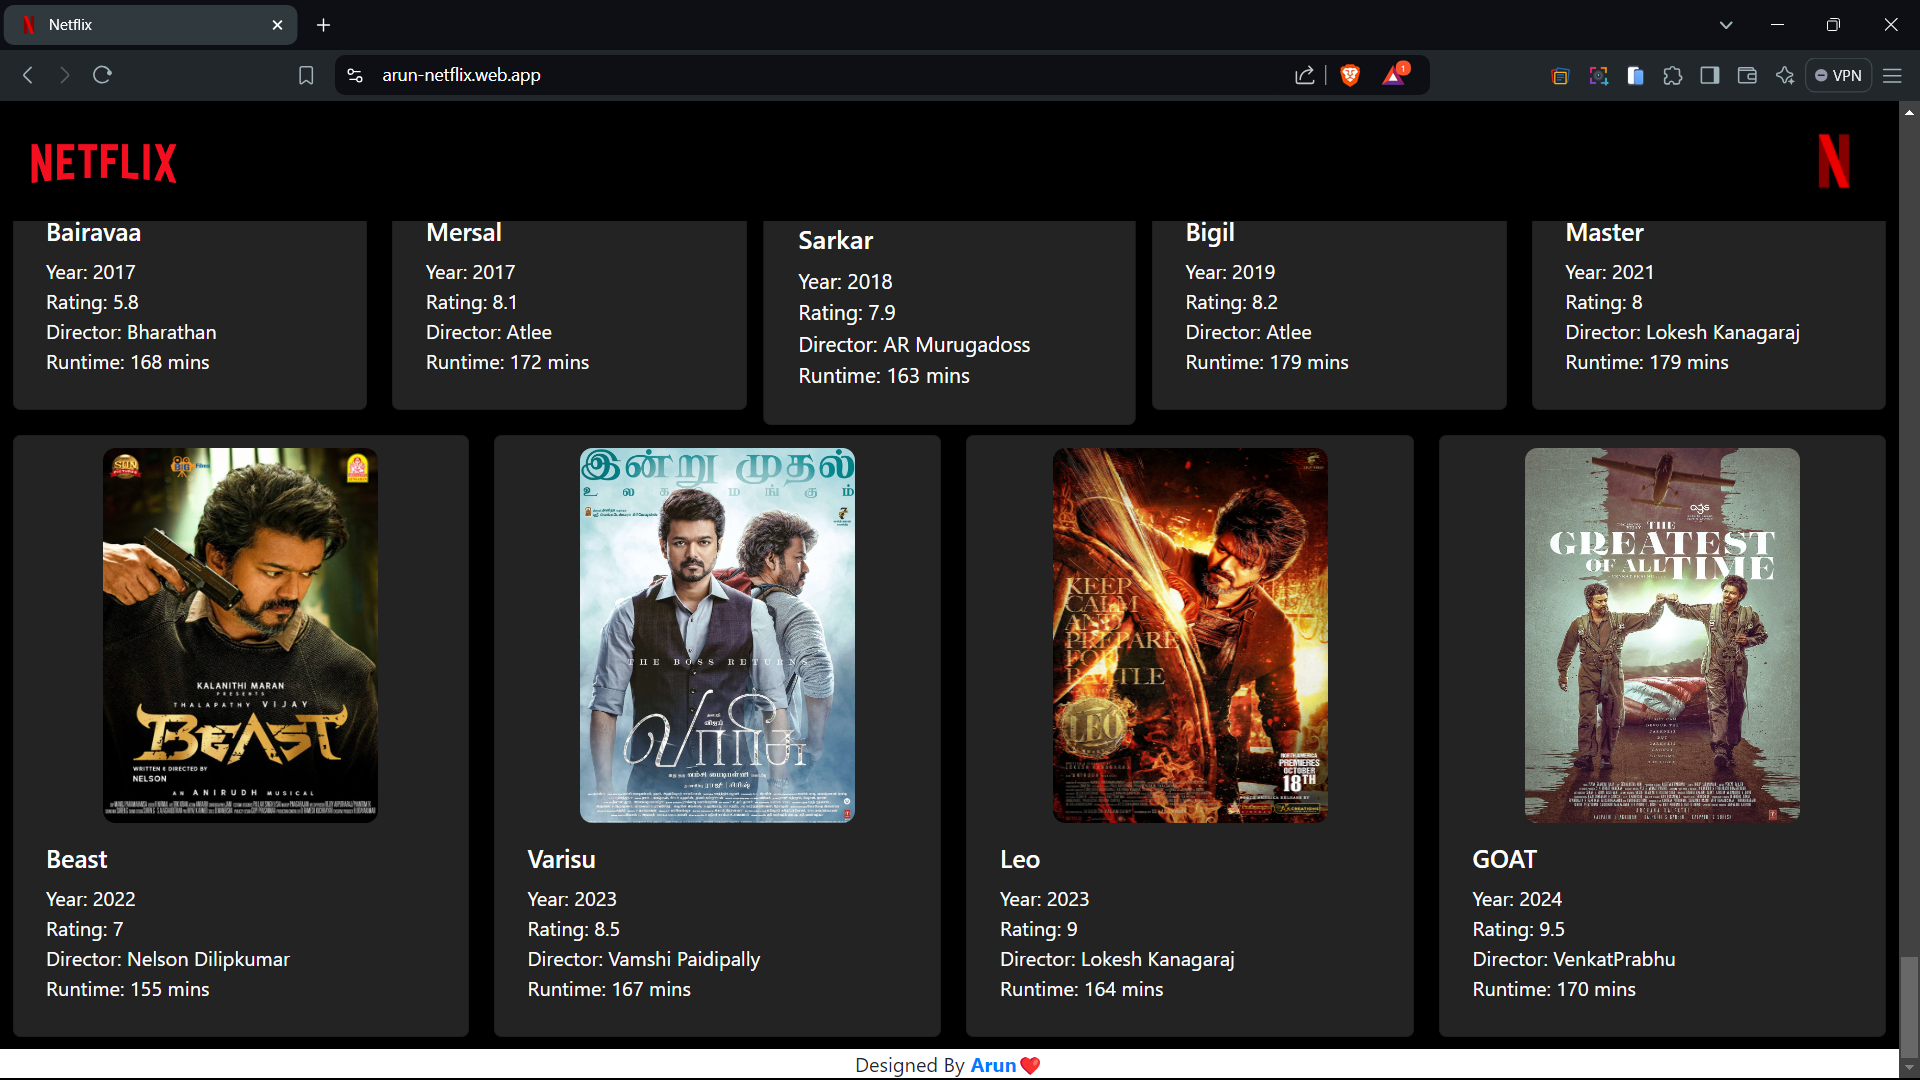 Netflix
arun-netflix.web.app
1
VPN
NETFLIX
N
Bairavaa
Year: 2017
Rating: 5.8
Director: Bharathan
Runtime: 168 mins
Mersal
Year: 2017
Rating: 8.1
Director: Atlee
Runtime: 172 mins
Sarkar
Year: 2018
Rating: 7.9
Director: AR Murugadoss
Runtime: 163 mins
Bigil
Year: 2019
Rating: 8.2
Director: Atlee
Runtime: 179 mins
Master
Year: 2021
Rating: 8
Director: Lokesh Kanagaraj
Runtime: 179 mins
SUN
KALANITHI MARAN
PRESENTS
THALAPATHY VIJAY
BEAST
WRITTEN & DIRECTED BY
NELSON
AN ANIRUDH MUSICAL
Beast
Year: 2022
Rating: 7
Director: Nelson Dilipkumar
Runtime: 155 mins
இன்று முதல்
உலகமங்கும்
THE BOSS RETURNS
வாரிசு
Varisu
Year: 2023
Rating: 8.5
Director: Vamshi Paidipally
Runtime: 167 mins
KEEP
CALM
AND
PREPARE
FOR
BATTLE
LEO
NORTH AMERICA
PREMIERES
OCTOBER
18TH
Leo
Year: 2023
Rating: 9
Director: Lokesh Kanagaraj
Runtime: 164 mins
ags
THE
GREATEST
OF ALL TIME
GOAT
Year: 2024
Rating: 9.5
Director: VenkatPrabhu
Runtime: 170 mins
Designed By Arun❤️